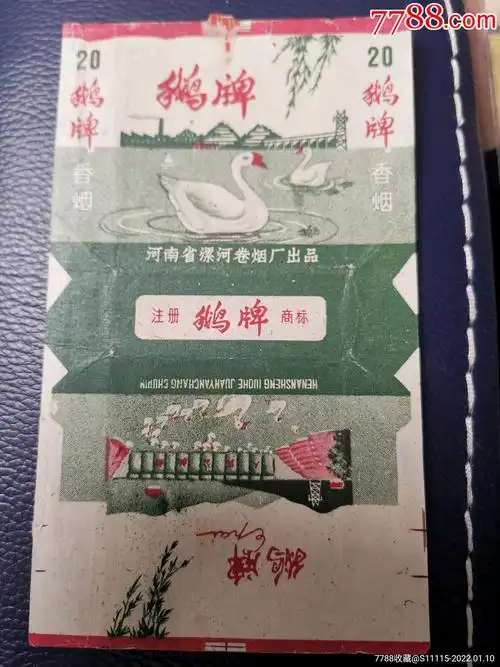 7788.com
20
20
鹅牌
鹅牌
鹅牌
香烟
香烟
河南省漯河卷烟厂出品
注册 鹅牌 商标
HENANSHENG LUOHE JUANYANCHANG CHUPIN
鹅牌
7788收藏@S11115-2022.01.10